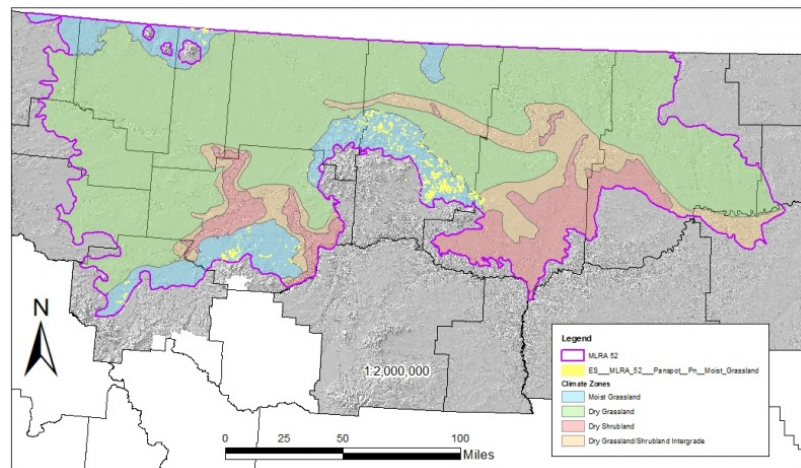 N
1:2,000,000
0 25 50 100
Miles
Legend
MLRA 52
ES___MLRA_52___Panspot__Pn__Moist_Grassland
Climate Zones
Moist Grassland
Dry Grassland
Dry Shrubland
Dry Grassland/Shrubland Intergrade